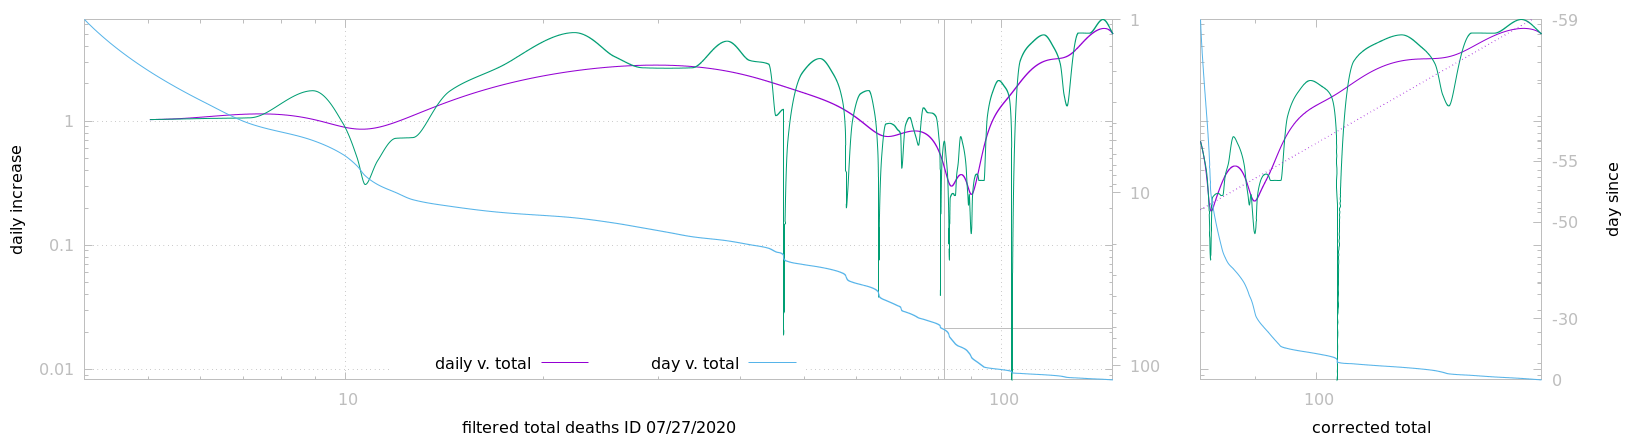 daily increase
1
0.1
0.01
daily v. total
day v. total
10
100
filtered total deaths ID 07/27/2020
1
10
100
-59
-55
-50
-30
0
day since
100
corrected total